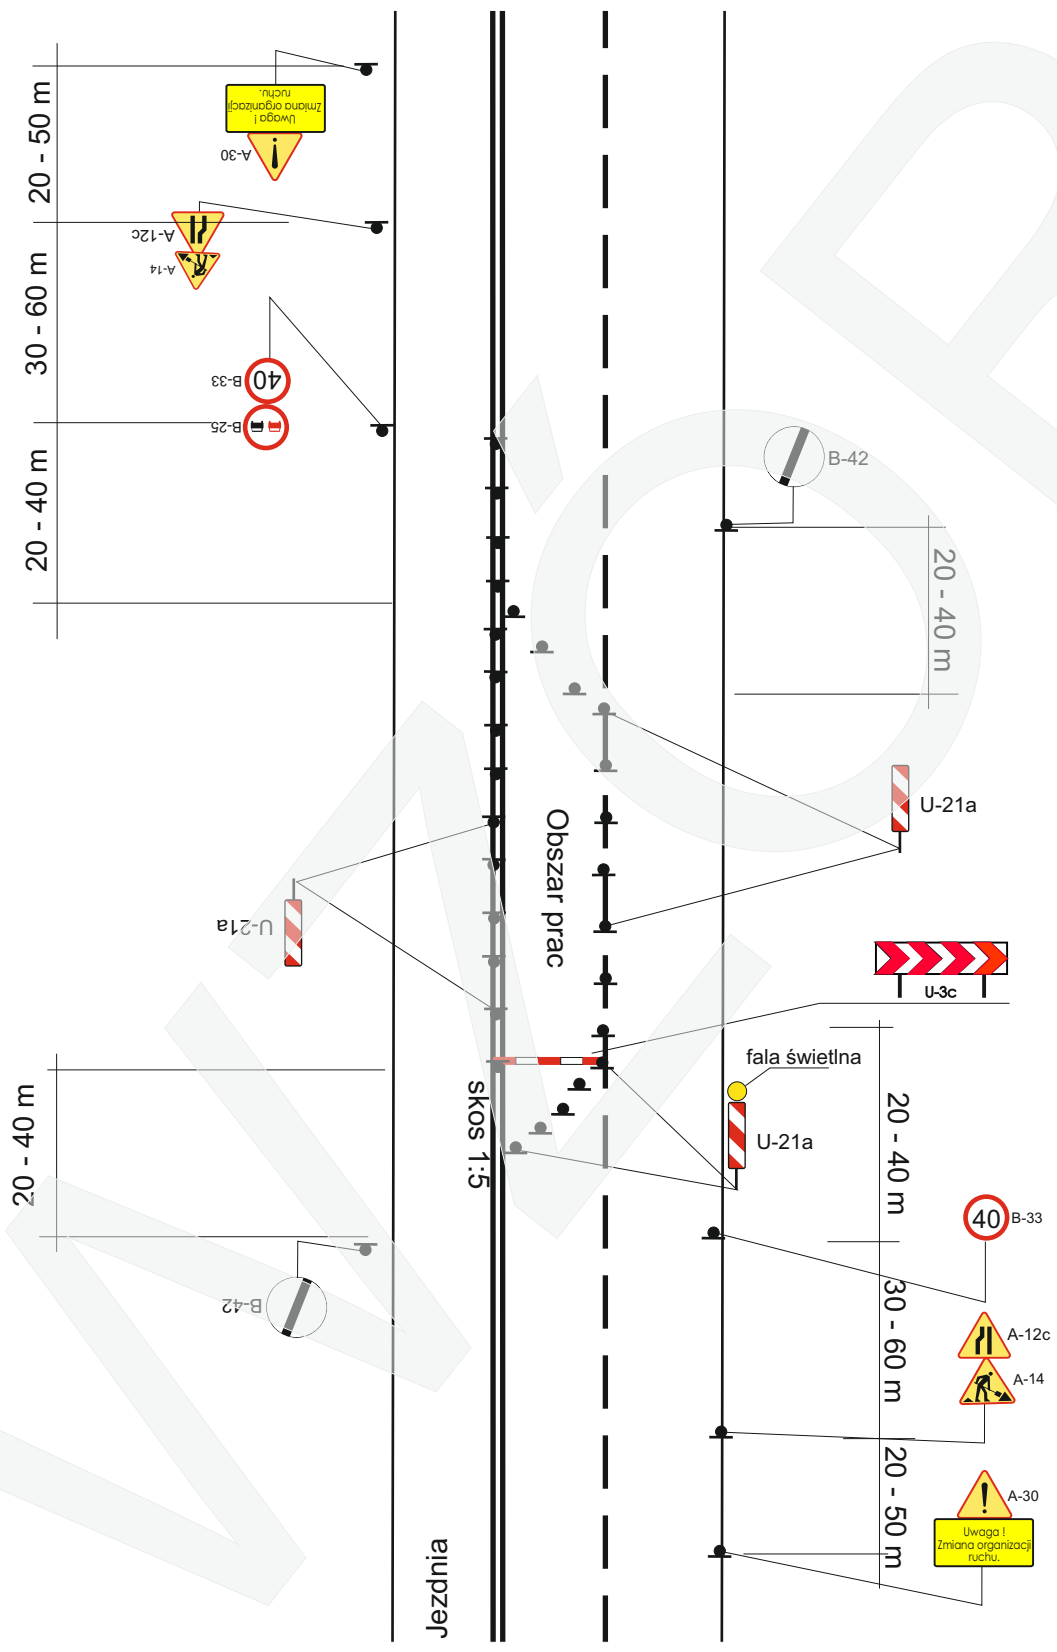 20 - 50 m
30 - 60 m
20 - 40 m
Uwaga !
Zmiana organizacji
ruchu.
A-30
A-12c
A-14
40
B-33
B-25
B-42
20 - 40 m
U-21a
Obszar prac
U-21a
U-3c
fala świetlna
U-21a
skos 1:5
20 - 40 m
B-42
20 - 40 m
30 - 60 m
20 - 50 m
40
B-33
A-12c
A-14
A-30
Uwaga !
Zmiana organizacji
ruchu.
Jezdnia
WZÓR